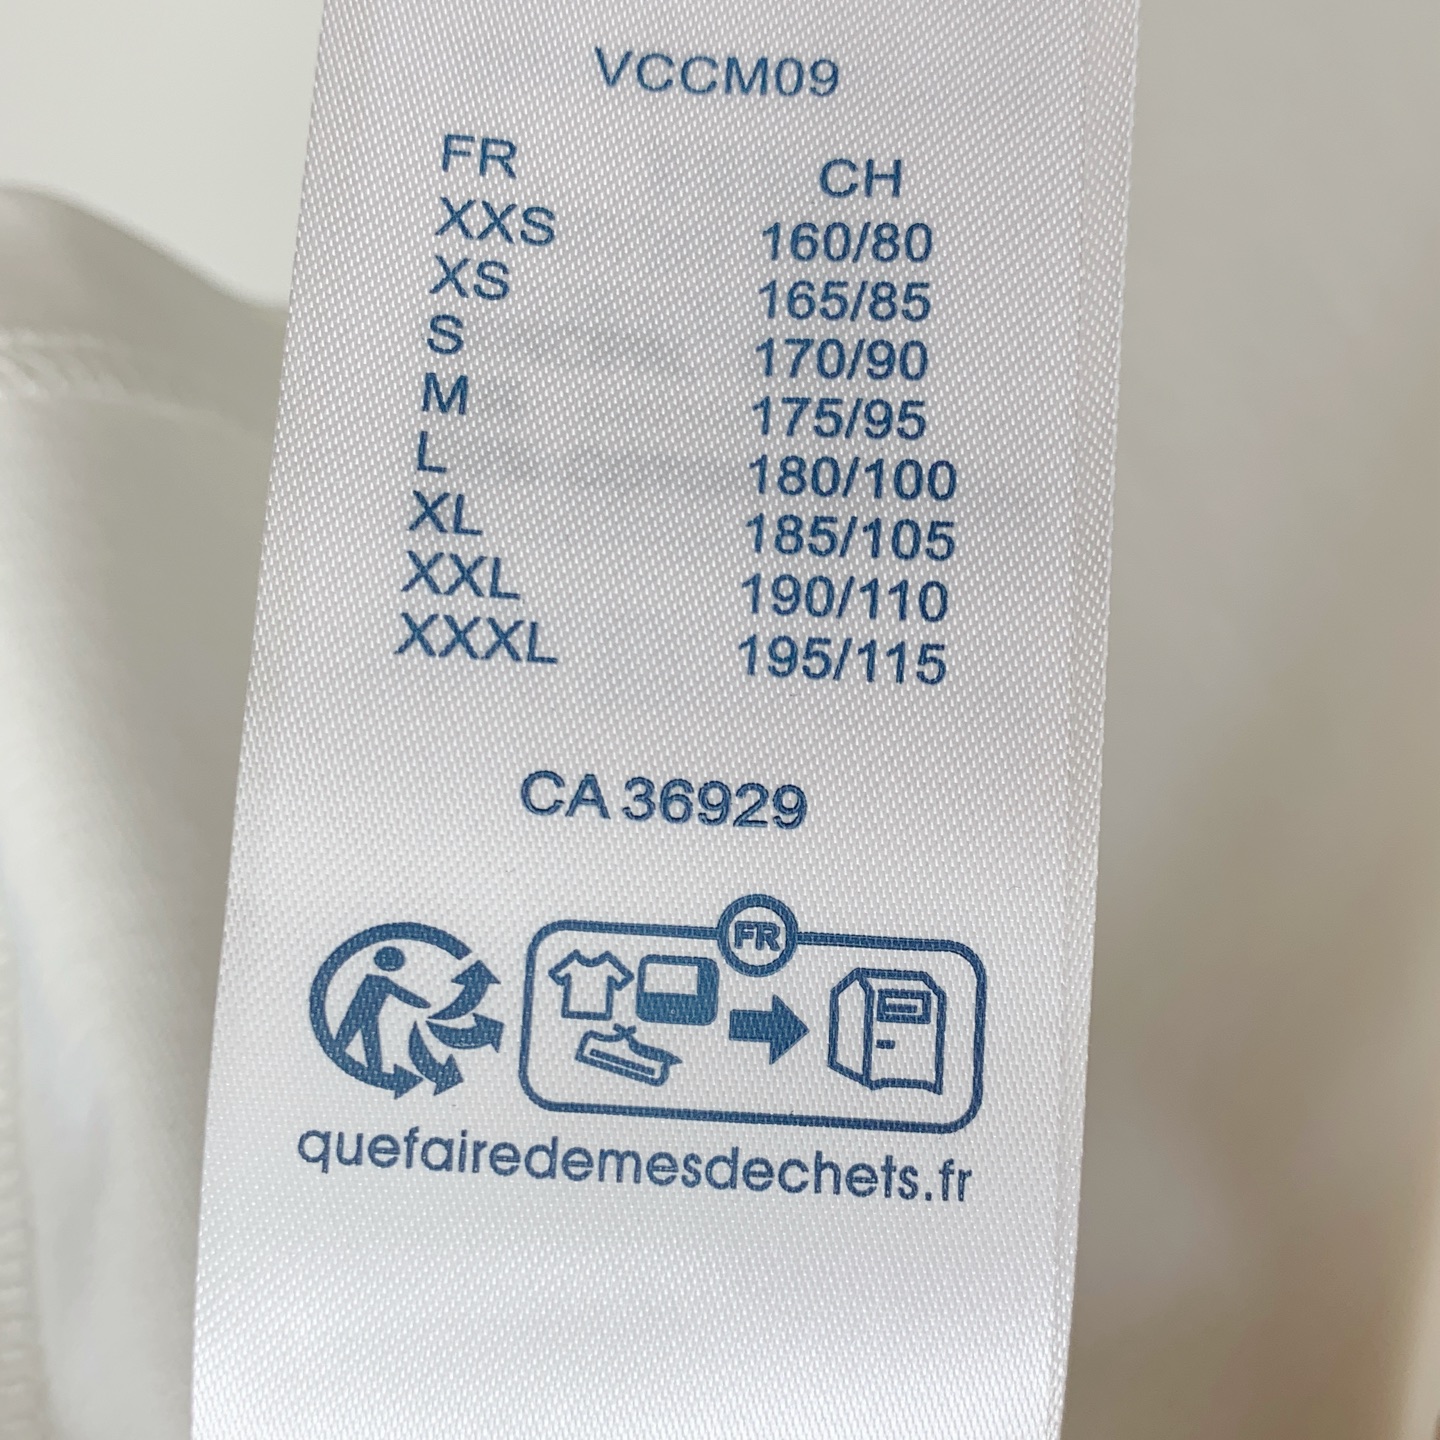 VCCM09
FR CH
XXS 160/80
XS 165/85
S 170/90
M 175/95
L 180/100
XL 185/105
XXL 190/110
XXXL 195/115
CA 36929
FR
quefairedemesdechets.fr